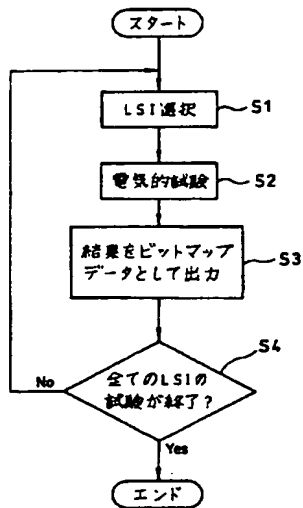 スタート
LSI選択
S1
電気的試験
S2
結果をビットマップ
データとして出力
S3
S4
全てのLSIの
試験が終了?
No
Yes
エンド